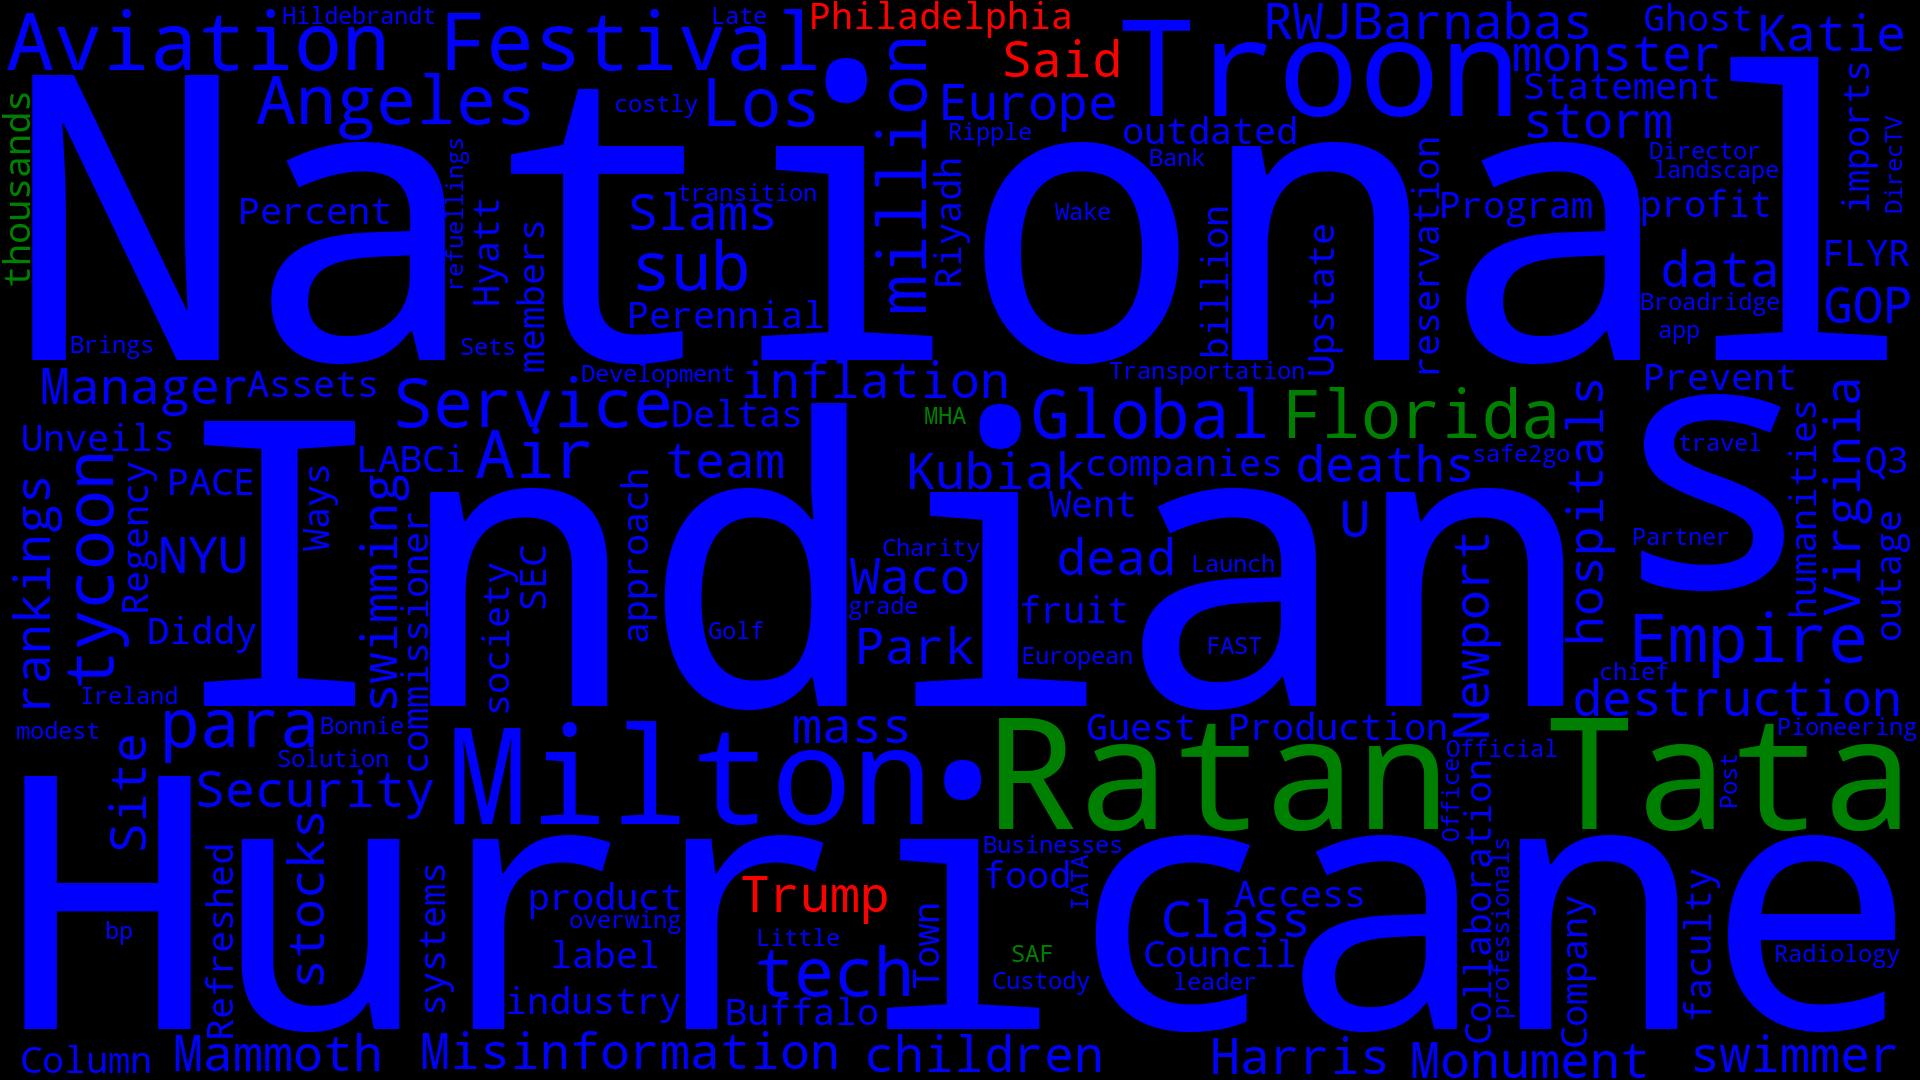 Hildebrandt
Late
Philadelphia
RWJBarnabas
Ghost
Katie
Aviation Festival
Said
Troon
monster
Statement
thousands
Angeles
costly
Los
million
Europe
Ripple
outdated
Bank
storm
Director
landscape
imports
DirecTV
National
Percent
refuellings
Hyatt
members
transition
Slams
sub
Perennial
Riyadh
Wake
billion
Upstate
reservation
Program
profit
data
FLYR
Broadridge
GOP
app
Brings
Sets
Manager
Assets
Service
Development
inflation
Transportation
Prevent
Deltas
MHA
Global
Florida
hospitals
s
travel
humanities
Virginia
Q3
Unveils
LABCi
Air
team
Kubiak
companies
deaths
safe2go
rankings
tycoon
Regency
PACE
Ways
swimming
commissioner
Indian
society
SEC
approach
Went
U
NYU
Charity
dead
Launch
Waco
grade
fruit
Newport
Partner
outage
Diddy
Golf
Park
European
FAST
Empire
Ireland
chief
destruction
modest
para
Bonnie
mass
Guest
Production
Official
Pioneering
Site
Solution
Security
Milton
Ratan Tata
Office
Collaboration
Post
Hurricane
Refreshed
stocks
systems
product
overwing
Trump
Businesses
food
IATA
Access
Class
professionals
Company
faculty
bp
label
Little
tech
Town
SAF
Custody
Council
leader
Radiology
industry
Buffalo
Column
Mammoth
Misinformation
children
Harris
Monument
swimmer